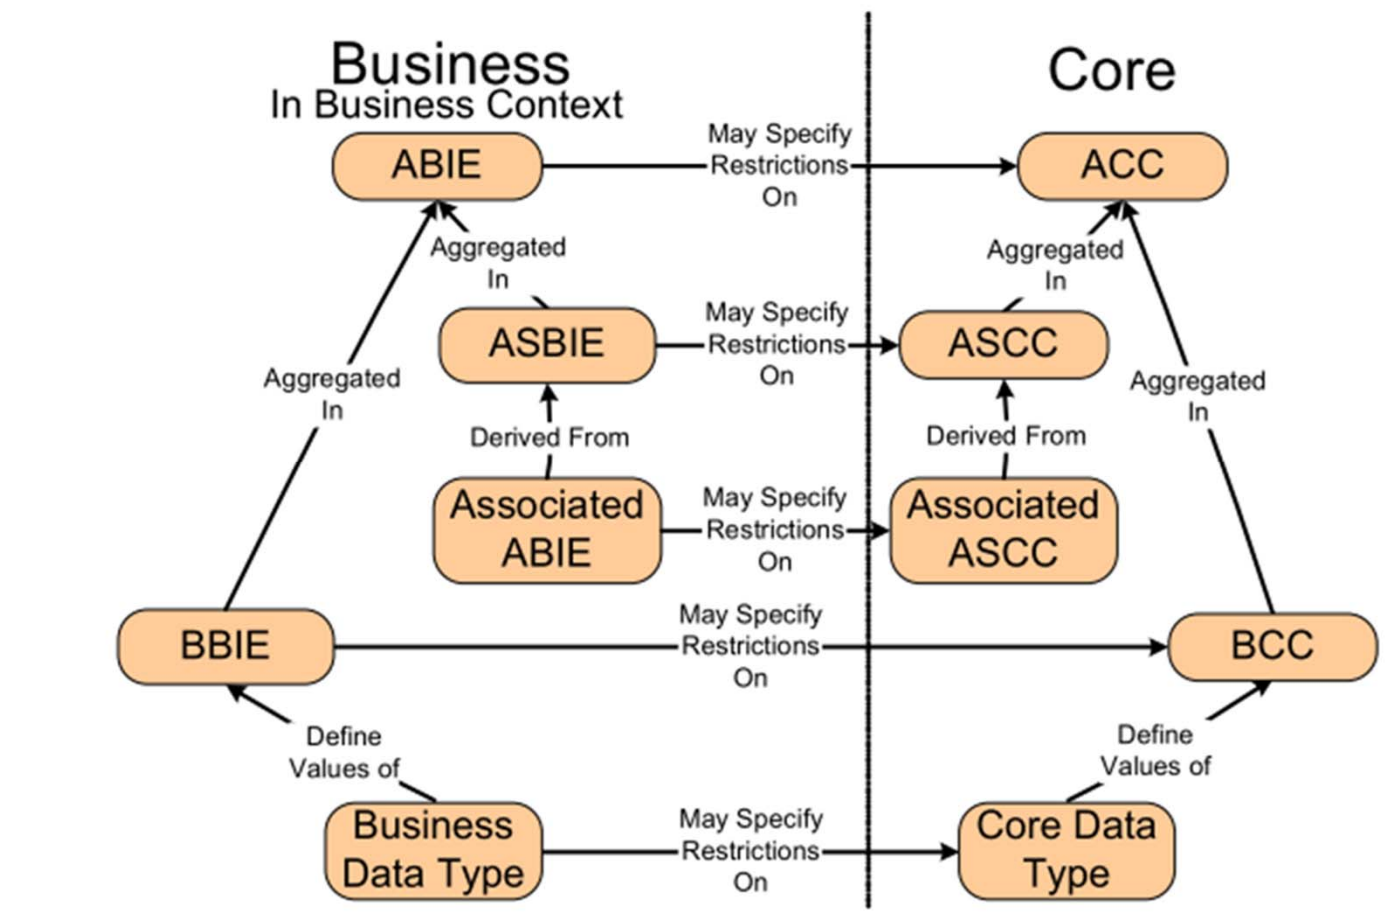 Business
In Business Context
Core
ABIE
May Specify
Restrictions
On
ACC
Aggregated
In
Aggregated
In
ASBIE
May Specify
Restrictions
On
ASCC
Aggregated
In
Aggregated
In
Derived From
Derived From
Associated
ABIE
May Specify
Restrictions
On
Associated
ASCC
BBIE
May Specify
Restrictions
On
BCC
Define
Values of
Define
Values of
Business
Data Type
May Specify
Restrictions
On
Core Data
Type